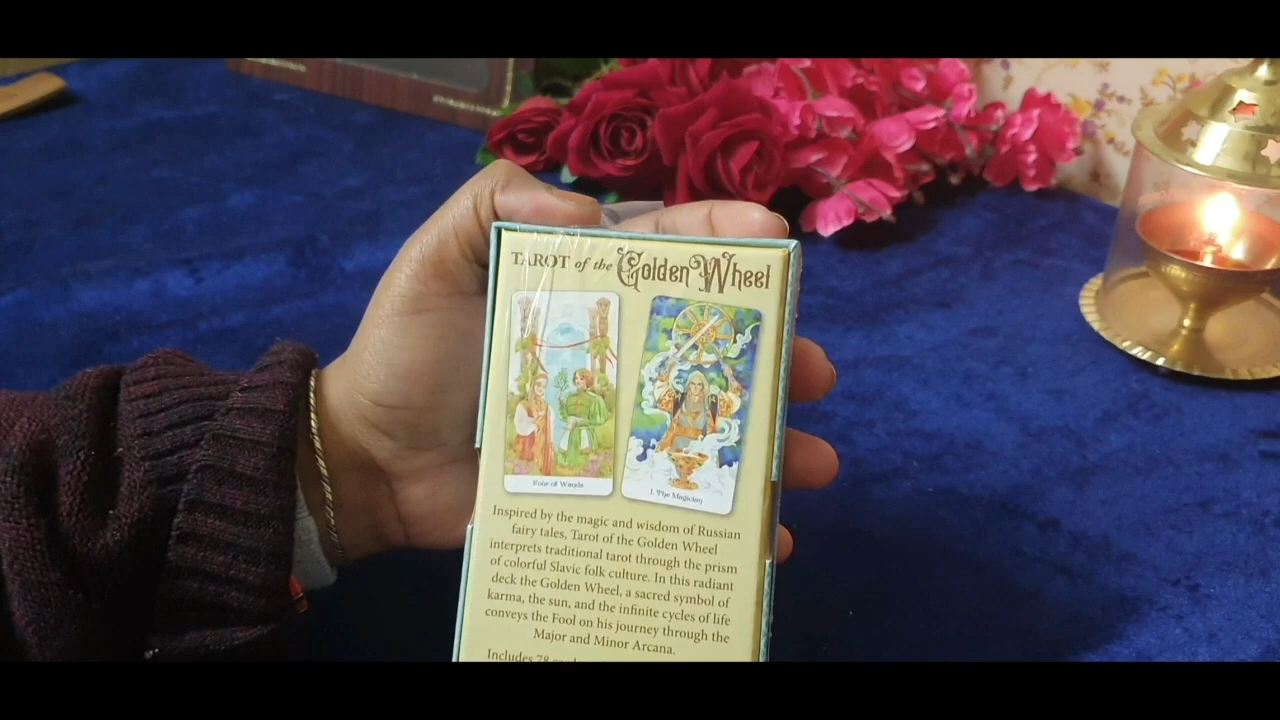 TAROT of the Golden Wheel
Four of Wands
I. The Magician
Inspired by the magic and wisdom of Russian
fairy tales, Tarot of the Golden Wheel
interprets traditional tarot through the prism
of colorful Slavic folk culture. In this radiant
deck the Golden Wheel, a sacred symbol of
karma, the sun, and the infinite cycles of life
conveys the Fool on his journey through the
Major and Minor Arcana.
Includes 78